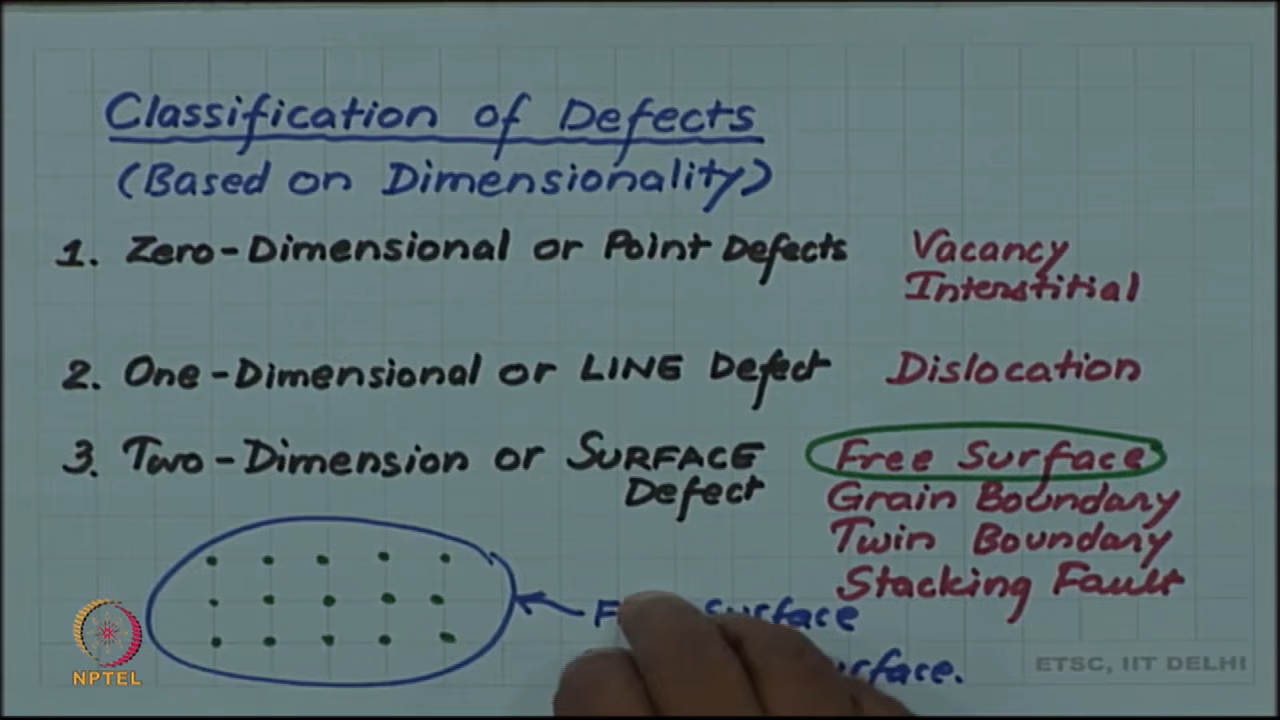 Classification of Defects
(Based on Dimensionality)
1. Zero-Dimensional or Point Defects Vacancy
Interstitial
2. One-Dimensional or LINE Defect Dislocation
3. Two-Dimension or SURFACE Free Surface
Defect Grain Boundary
Twin Boundary
Stacking Fault
surface
surface.
NPTEL
ETSC, IIT DELHI